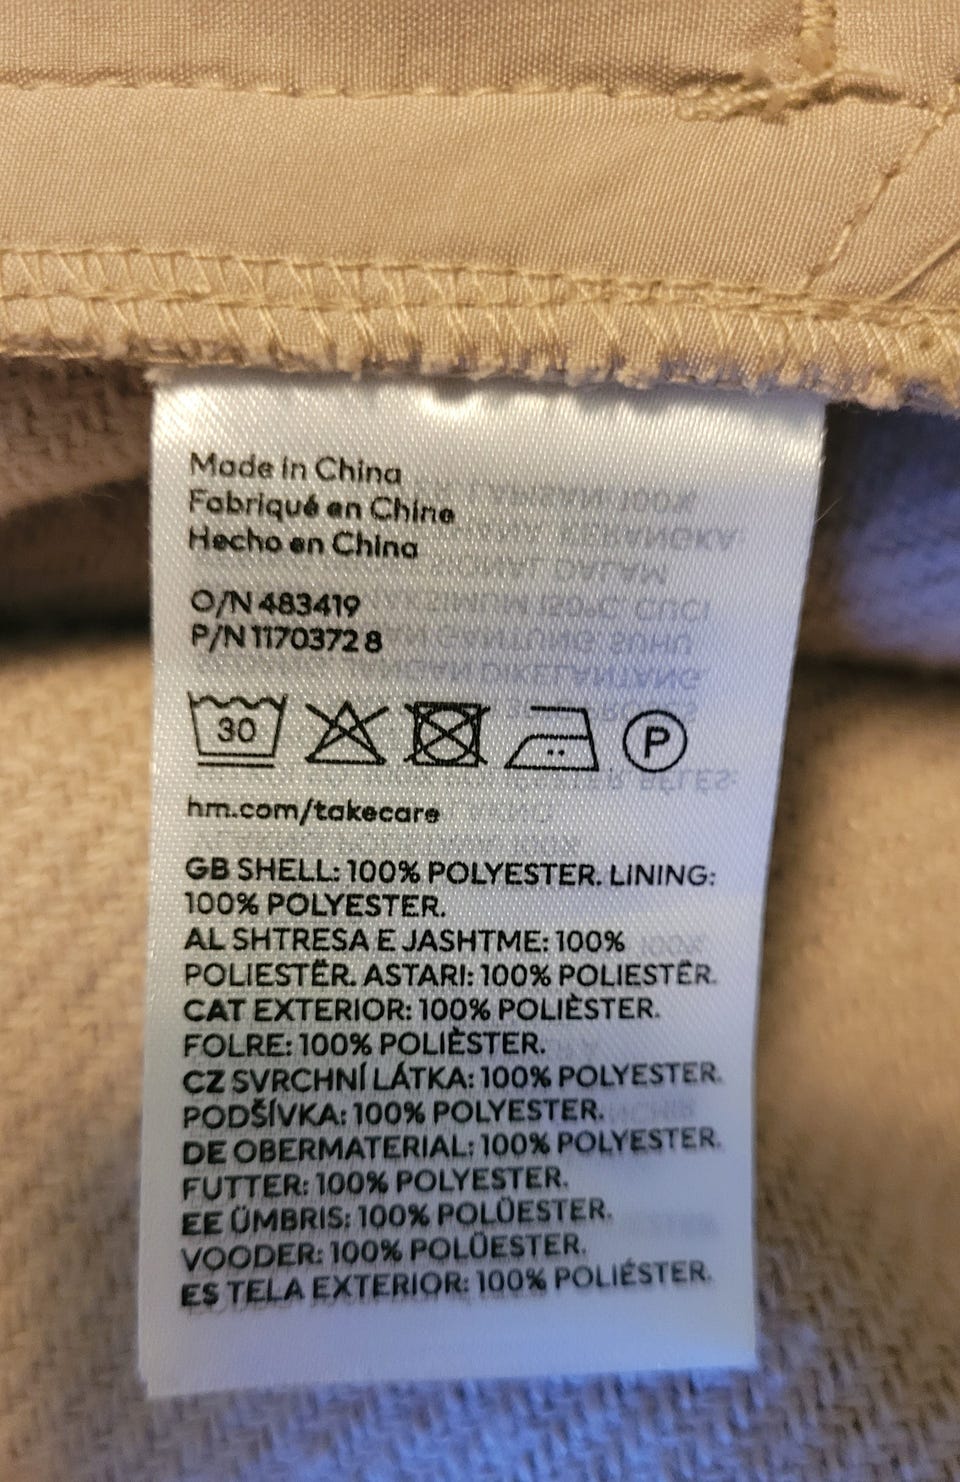 Made in China
Fabriqué en Chine
Hecho en China
O/N 483419
P/N 1170372 8
30
P
hm.com/takecare
GB SHELL: 100% POLYESTER. LINING:
100% POLYESTER.
AL SHTRESA E JASHTME: 100%
POLIESTËR. ASTARI: 100% POLIESTËR.
CAT EXTERIOR: 100% POLIÈSTER.
FOLRE: 100% POLIÈSTER.
CZ SVRCHNÍ LÁTKA: 100% POLYESTER.
PODŠÍVKA: 100% POLYESTER.
DE OBERMATERIAL: 100% POLYESTER.
FUTTER: 100% POLYESTER.
EE ÜMBRIS: 100% POLÜESTER.
VOODER: 100% POLÜESTER.
ES TELA EXTERIOR: 100% POLIÉSTER.